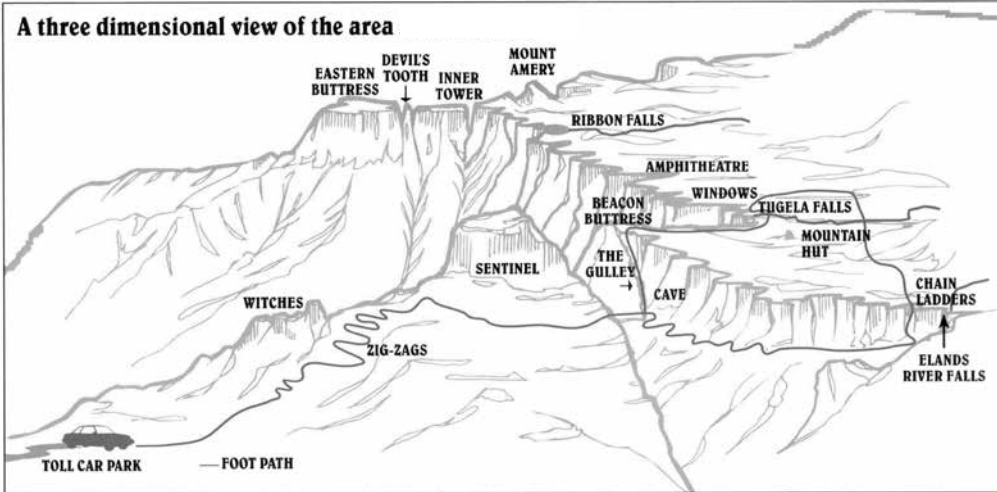 A three dimensional view of the area
EASTERN
BUTTRESS
DEVIL'S
TOOTH
INNER
TOWER
MOUNT
AMERY
RIBBON FALLS
AMPHITHEATRE
WINDOWS
BEACON
BUTTRESS
TUGELA FALLS
MOUNTAIN
HUT
THE
GULLEY
SENTINEL
CAVE
CHAIN
LADDERS
WITCHES
ZIG-ZAGS
ELANDS
RIVER FALLS
TOLL CAR PARK
FOOT PATH